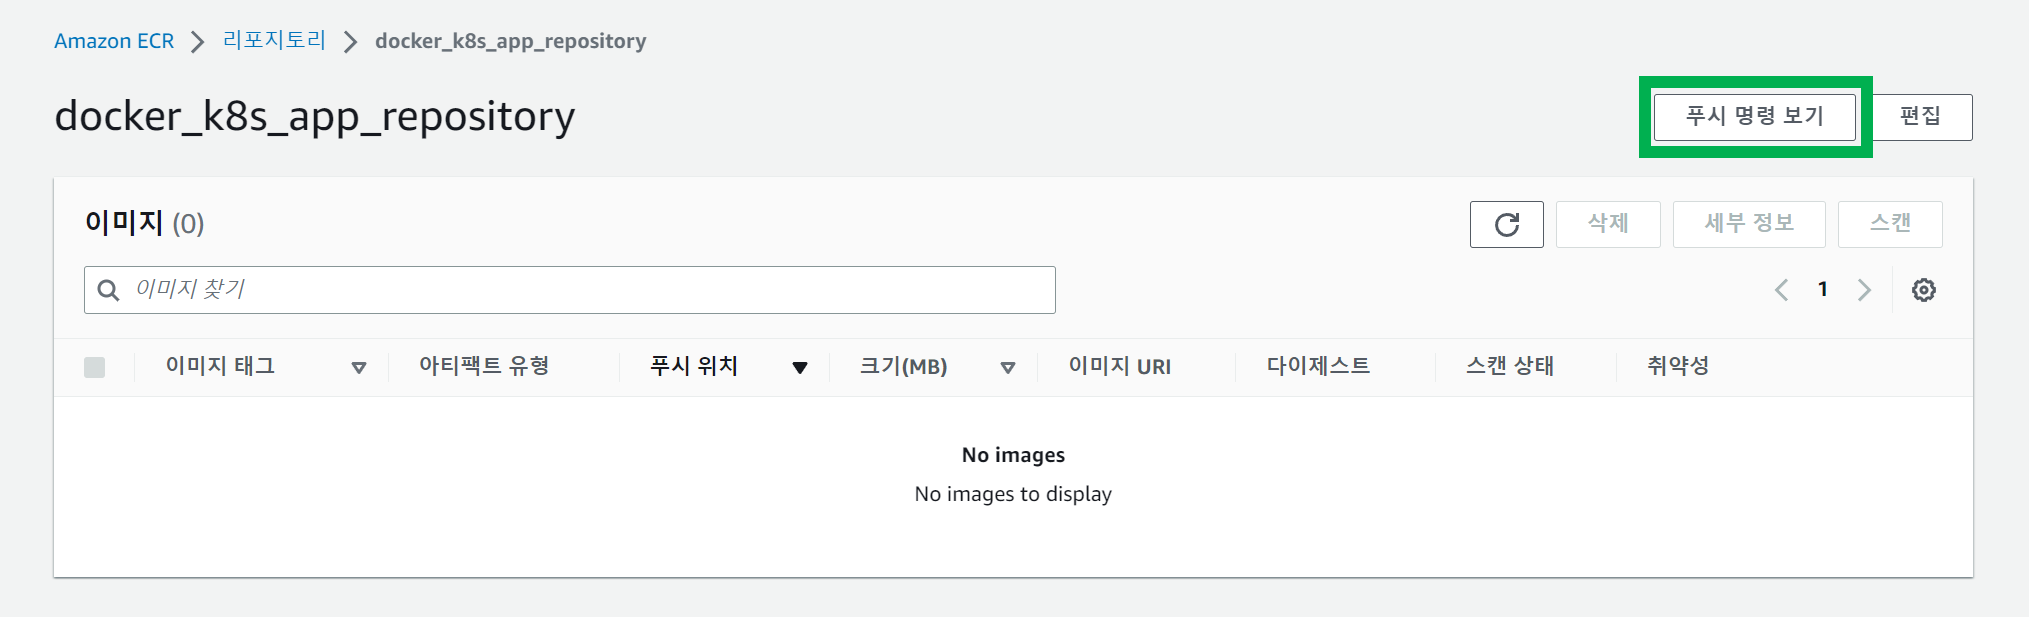 Amazon ECR > 리포지토리 > docker_k8s_app_repository
docker_k8s_app_repository
푸시 명령 보기 편집
이미지 (0)
삭제 세부 정보 스캔
이미지 찾기
1
이미지 태그 아티팩트 유형 푸시 위치 크기(MB) 이미지 URI 다이제스트 스캔 상태 취약성
No images
No images to display